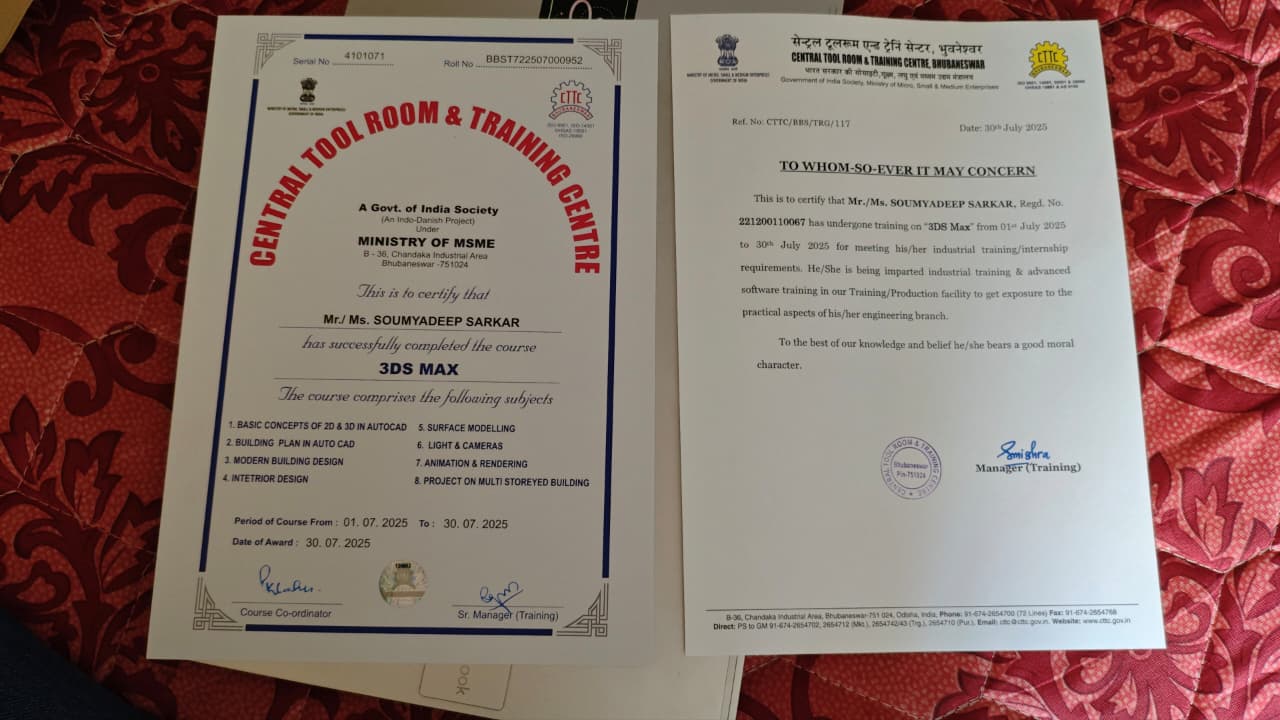 Serial No 4101071
Roll No BBST722507000952
MINISTRY OF MICRO, SMALL & MEDIUM ENTERPRISES
GOVERNMENT OF INDIA
CTTC
BHUBANESWAR
CENTRAL TOOL ROOM & TRAINING CENTRE
A Govt. of India Society
(An Indo-Danish Project)
Under
MINISTRY OF MSME
B - 36, Chandaka Industrial Area
Bhubaneswar -751024
This is to certify that
Mr./ Ms. SOUMYADEEP SARKAR
has successfully completed the course
3DS MAX
The course comprises the following subjects
1. BASIC CONCEPTS OF 2D & 3D IN AUTOCAD
2. BUILDING PLAN IN AUTO CAD
3. MODERN BUILDING DESIGN
4. INTETRIOR DESIGN
5. SURFACE MODELLING
6. LIGHT & CAMERAS
7. ANIMATION & RENDERING
8. PROJECT ON MULTI STOREYED BUILDING
Period of Course From : 01. 07. 2025 To : 30. 07. 2025
Date of Award : 30. 07. 2025
Course Co-ordinator
Sr. Manager (Training)
ook
सेन्ट्रल टूलरूम एन्ड ट्रेनिं सेन्टर, भुवनेश्वर
CENTRAL TOOL ROOM & TRAINING CENTRE, BHUBANESWAR
भारत सरकार की सोसाइटी, सूक्ष्म, लघु एवं मध्यम उद्यम मंत्रालय
Government of India Society, Ministry of Micro, Small & Medium Enterprises
MINISTRY OF MICRO, SMALL & MEDIUM ENTERPRISES
GOVERNMENT OF INDIA
CTTC
BHUBANESWAR
Ref. No: CTTC/BBS/TRG/117
Date: 30th July 2025
TO WHOM-SO-EVER IT MAY CONCERN
This is to certify that Mr./Ms. SOUMYADEEP SARKAR, Regd. No.
221200110067 has undergone training on "3DS Max" from 01st July 2025
to 30th July 2025 for meeting his/her industrial training/internship
requirements. He/She is being imparted industrial training & advanced
software training in our Training/Production facility to get exposure to the
practical aspects of his/her engineering branch.
To the best of our knowledge and belief he/she bears a good moral
character.
CENTRAL TOOL ROOM & TRAINING CENTRE
Bhubaneswar
Pin-751024
Smishra
Manager (Training)
B-36, Chandaka Industrial Area, Bhubaneswar-751 024, Odisha, India, Phone: 91-674-2654700 (72 Lines) Fax: 91-674-2654768
Direct: PS to GM 91-674-2654702, 2654712 (Mkt.), 2654742/43 (Trg.), 2654710 (Pur.), Email: cttc@cttc.gov.in. Website: www.cttc.gov.in